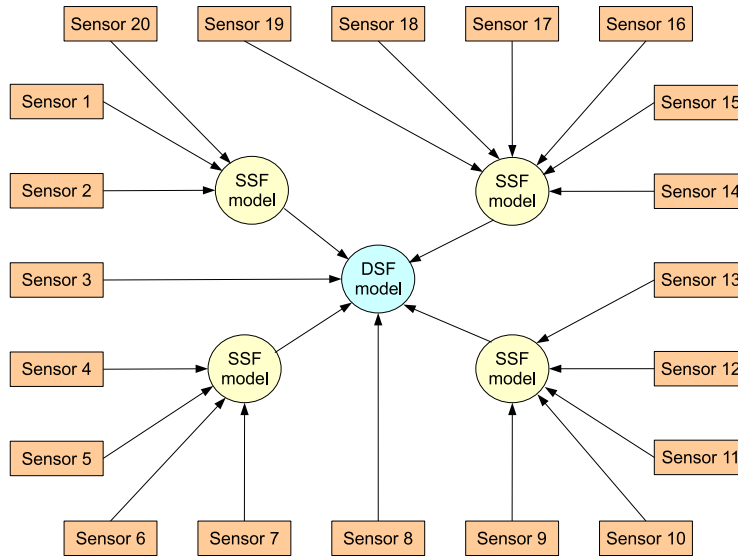 Sensor 20
Sensor 19
Sensor 18
Sensor 17
Sensor 16
Sensor 1
Sensor 15
Sensor 2
SSF
model
SSF
model
Sensor 14
Sensor 3
DSF
model
Sensor 13
Sensor 4
SSF
model
SSF
model
Sensor 12
Sensor 5
Sensor 11
Sensor 6
Sensor 7
Sensor 8
Sensor 9
Sensor 10